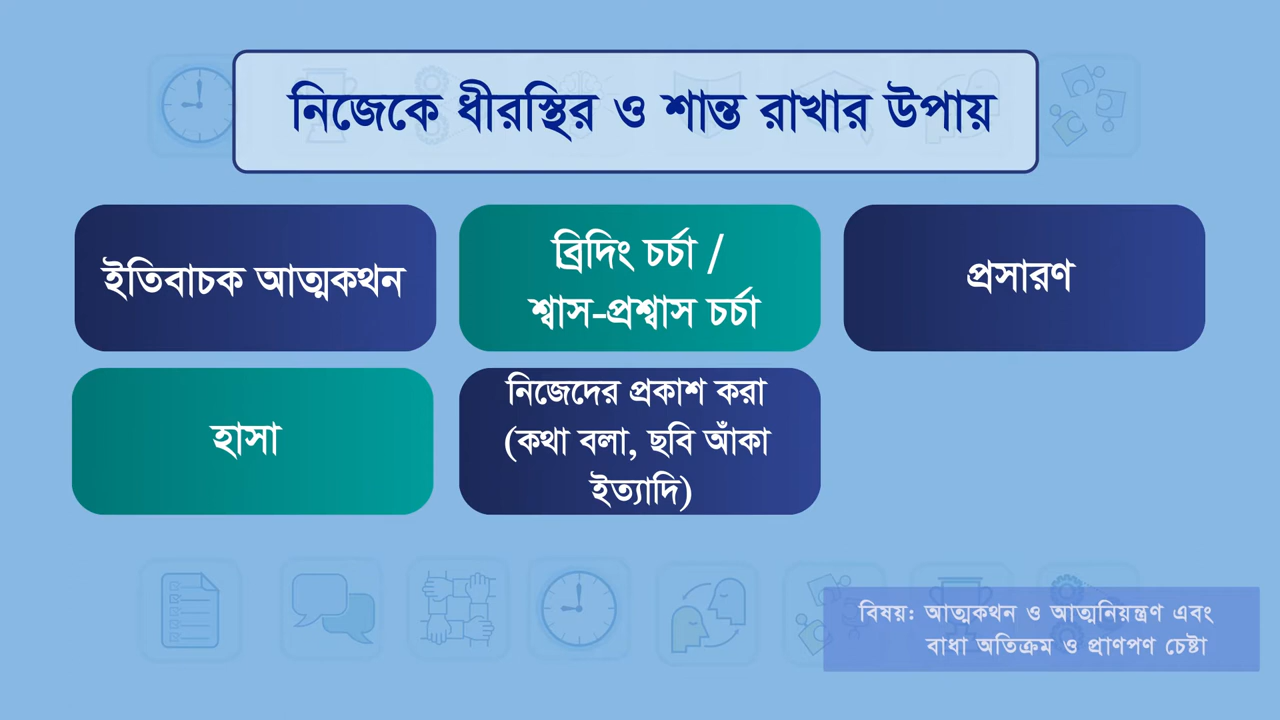 নিজেকে ধীরস্থির ও শান্ত রাখার উপায়
ইতিবাচক আত্মকথন
ব্রিদিং চর্চা /
শ্বাস-প্রশ্বাস চর্চা
প্রসারণ
হাসা
নিজেদের প্রকাশ করা
(কথা বলা, ছবি আঁকা
ইত্যাদি)
বিষয়: আত্মকথন ও আত্মনিয়ন্ত্রণ এবং
বাধা অতিক্রম ও প্রাণপণ চেষ্টা